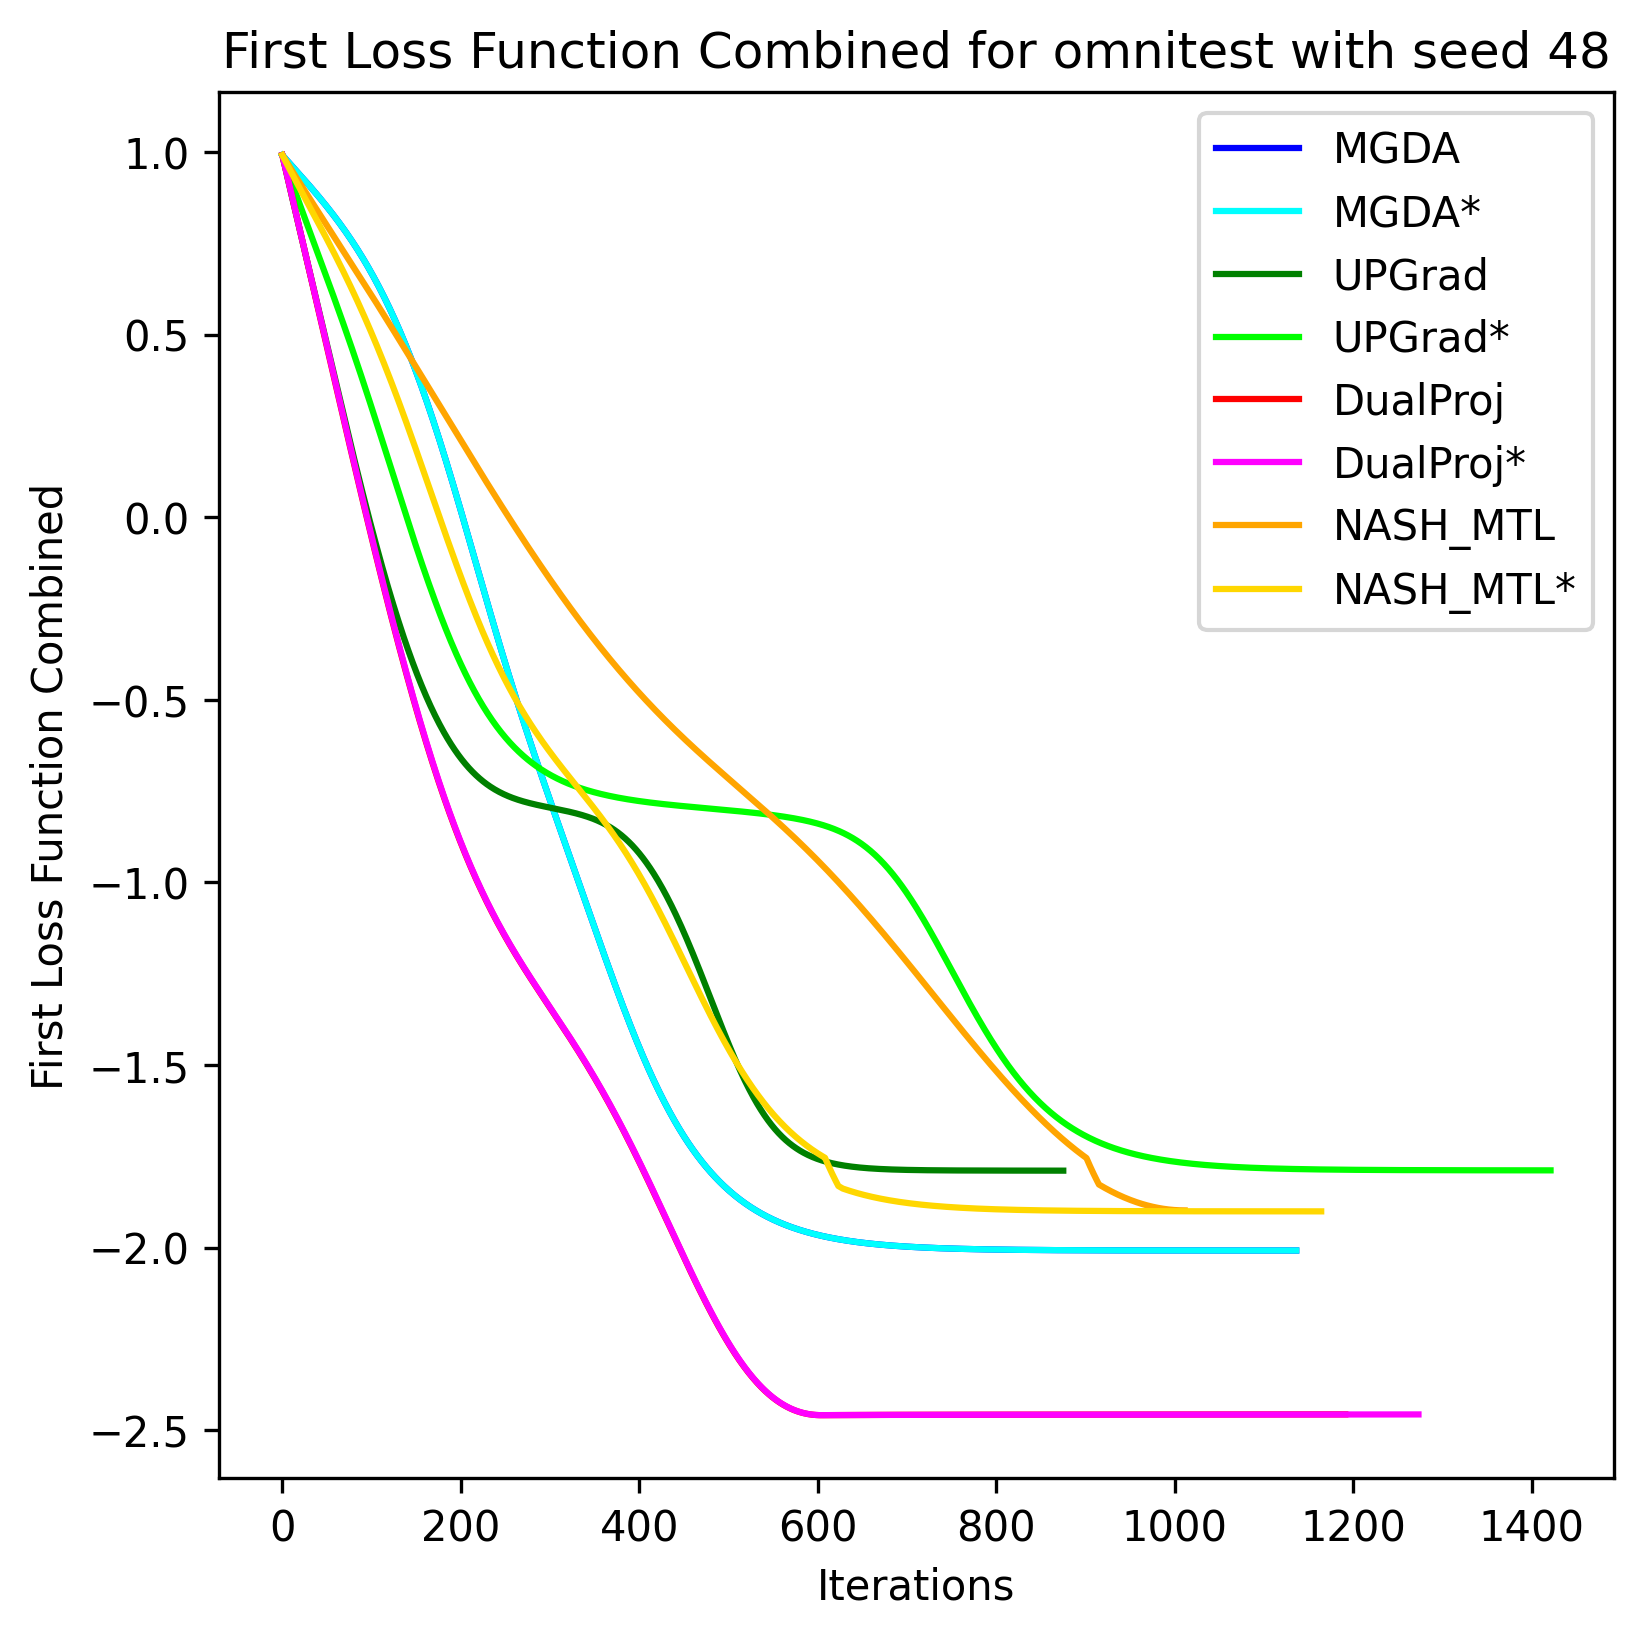 First Loss Function Combined for omnitest with seed 48
MGDA
MGDA*
UPGrad
UPGrad*
DualProj
DualProj*
NASH_MTL
NASH_MTL*
First Loss Function Combined
1.0
0.5
0.0
−0.5
−1.0
−1.5
−2.0
−2.5
0 200 400 600 800 1000 1200 1400
Iterations